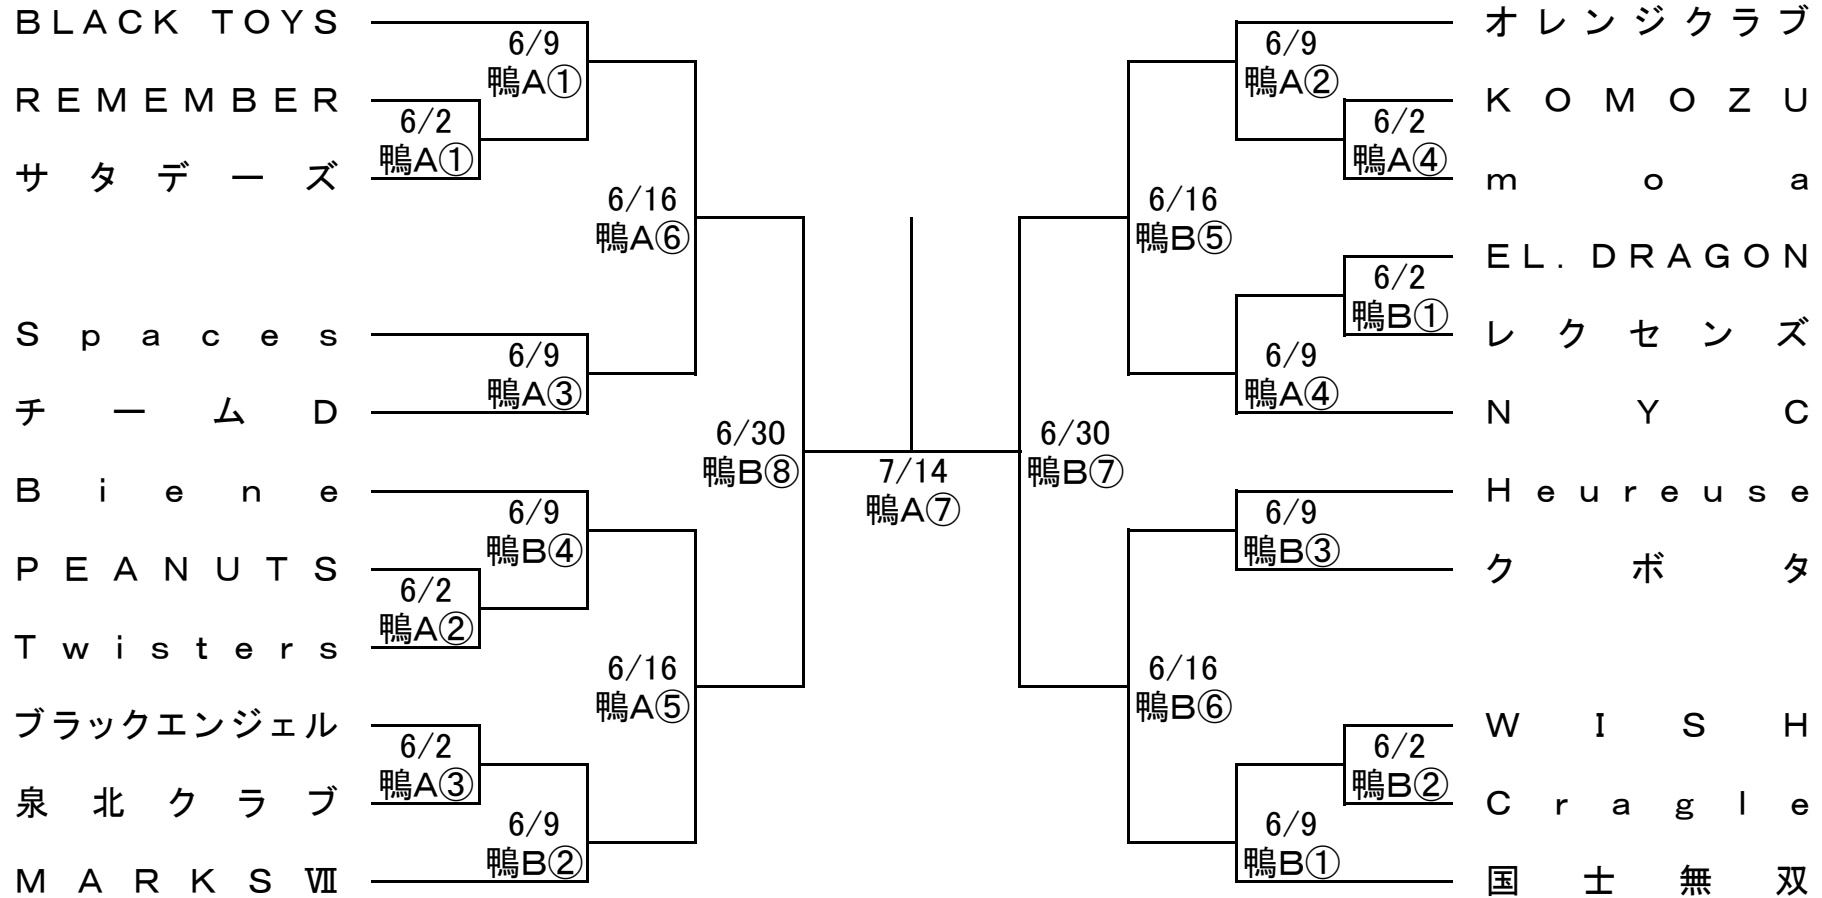 BLACK TOYS
REMEMBER
サタデーズ
Spaces
チームD
Biene
PEANUTS
Twisters
ブラックエンジェル
泉北クラブ
MARKSⅦ
6/2
鴨A①
6/2
鴨A②
6/2
鴨A③
6/9
鴨A①
6/9
鴨A③
6/9
鴨B④
6/9
鴨B②
6/16
鴨A⑥
6/16
鴨A⑤
6/30
鴨B⑧
7/14
鴨A⑦
6/30
鴨B⑦
6/16
鴨B⑤
6/16
鴨B⑥
6/9
鴨A②
6/9
鴨A④
6/9
鴨B③
6/9
鴨B①
6/2
鴨A④
6/2
鴨B①
6/2
鴨B②
オレンジクラブ
KOMOZU
moa
EL.DRAGON
レクセンズ
NYC
Heureuse
クボタ
WISH
Cragle
国士無双